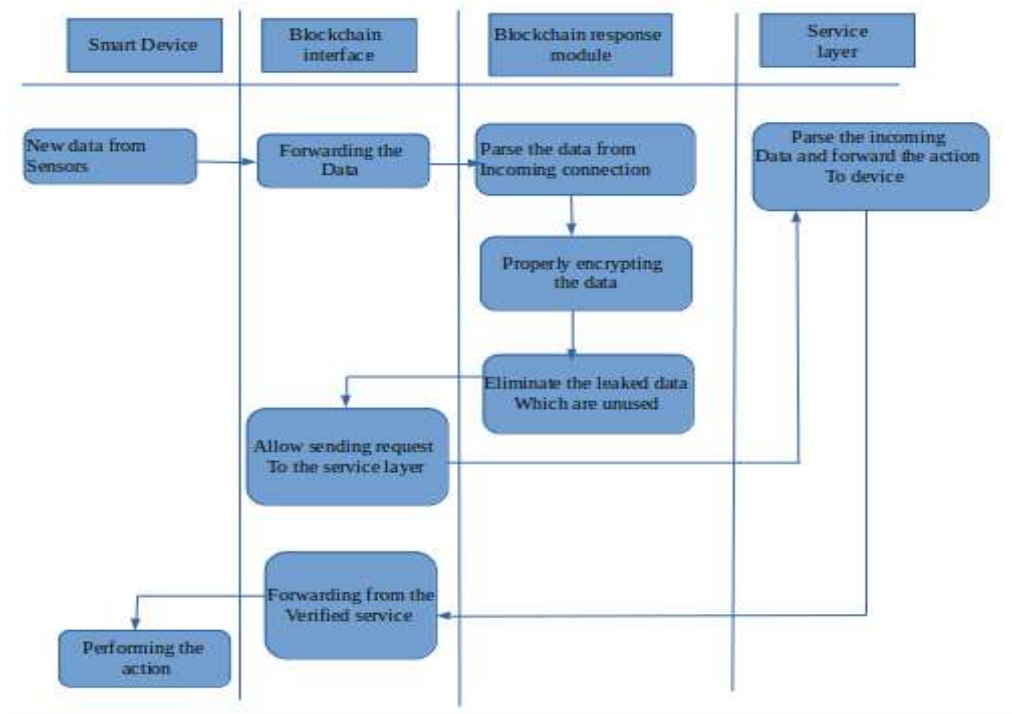 Smart Device
Blockchain
interface
Blockchain response
module
Service
layer
New data from
Sensors
Forwarding the
Data
Parse the data from
Incoming connection
Parse the incoming
Data and forward the action
To device
Properly encrypting
the data
Eliminate the leaked data
Which are unused
Allow sending request
To the service layer
Forwarding from the
Verified service
Performing the
action